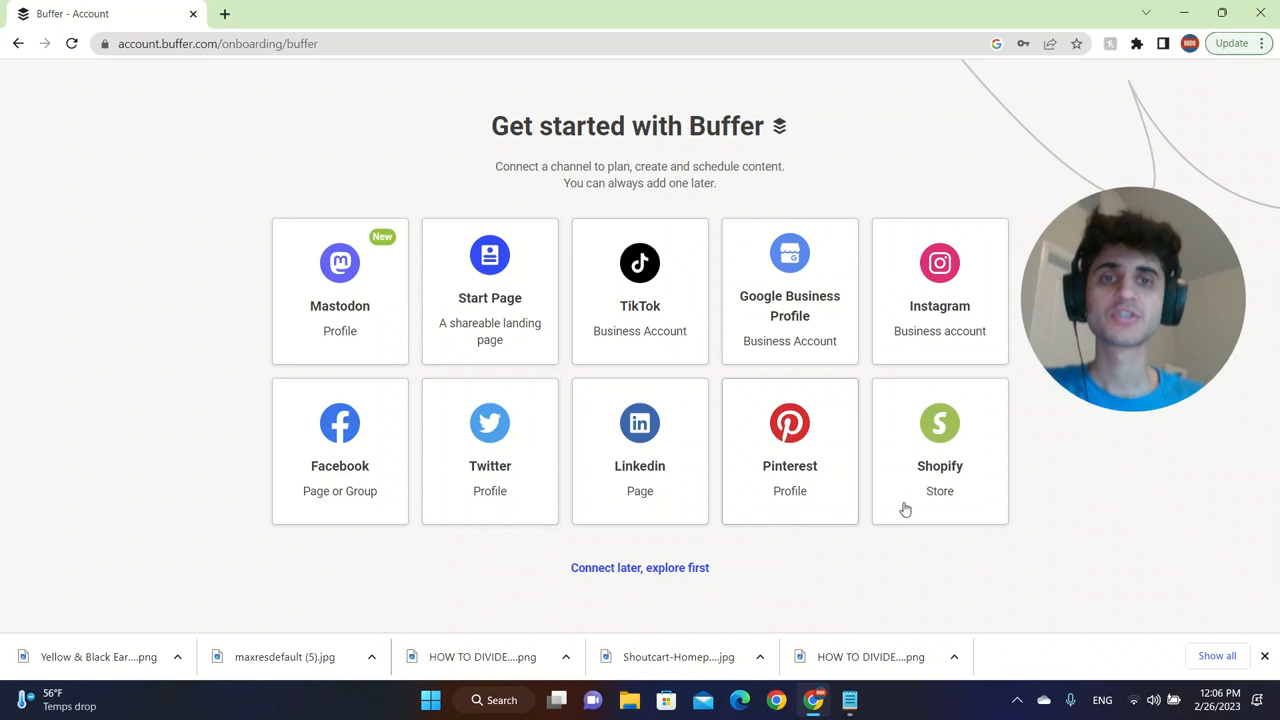 Buffer - Account
account.buffer.com/onboarding/buffer
Update
Get started with Buffer
Connect a channel to plan, create and schedule content.
You can always add one later.
New
Mastodon
Profile
Start Page
A shareable landing
page
TikTok
Business Account
Google Business
Profile
Business Account
Instagram
Business account
Facebook
Page or Group
Twitter
Profile
Linkedin
Page
Pinterest
Profile
Shopify
Store
Connect later, explore first
Yellow & Black Ear....png
maxresdefault (5).jpg
HOW TO DIVIDE....png
Shoutcart-Homep....jpg
HOW TO DIVIDE....png
Show all
56°F
Temps drop
Search
ENG
12:06 PM
2/26/2023